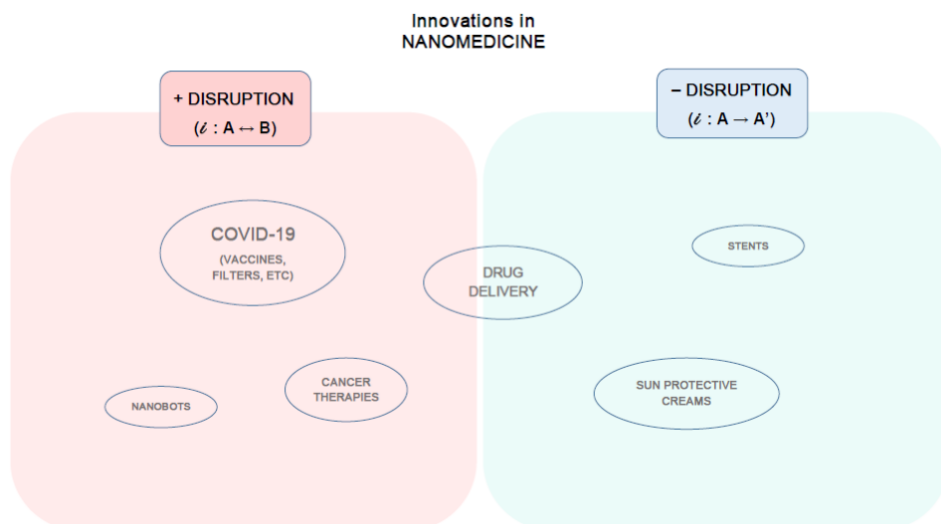 Innovations in
NANOMEDICINE
+ DISRUPTION
(𝒾 : A ↔ B)
– DISRUPTION
(𝒾 : A → A’)
COVID-19
(VACCINES,
FILTERS, ETC)
DRUG
DELIVERY
STENTS
NANOBOTS
CANCER
THERAPIES
SUN PROTECTIVE
CREAMS